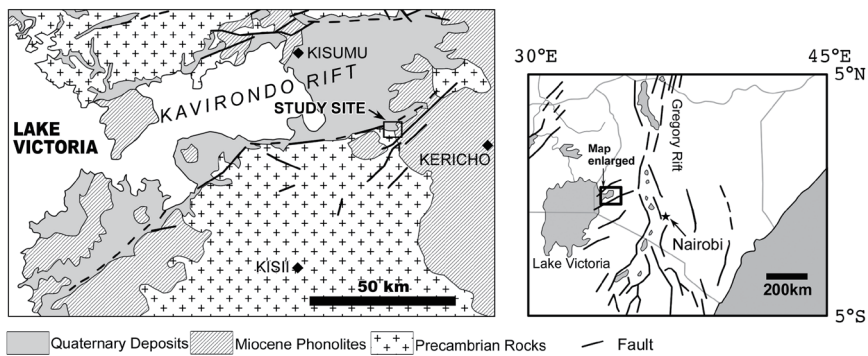 KISUMU
KAVIRONDO RIFT
STUDY SITE
LAKE
VICTORIA
KERICHO
KISII
50 km
30°E
45°E
5°N
Gregory Rift
Map
enlarged
Nairobi
Lake Victoria
200km
5°S
Quaternary Deposits
Miocene Phonolites
Precambrian Rocks
Fault